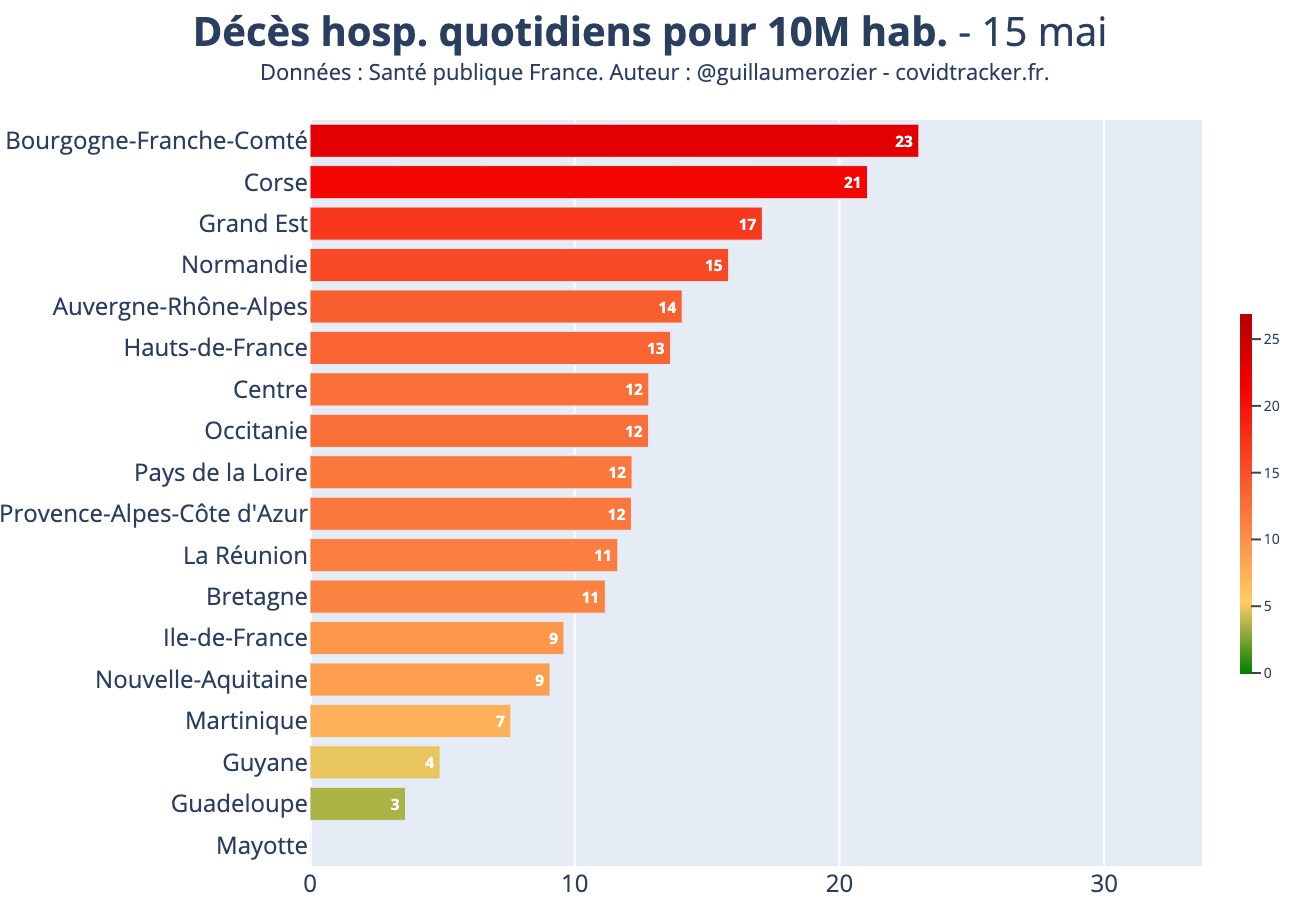 Décès hosp. quotidiens pour 10M hab. - 15 mai
Données : Santé publique France. Auteur : @guillaumerozier - covidtracker.fr.
Bourgogne-Franche-Comté 23
Corse 21
Grand Est 17
Normandie 15
Auvergne-Rhône-Alpes 14
Hauts-de-France 13
Centre 12
Occitanie 12
Pays de la Loire 12
Provence-Alpes-Côte d'Azur 12
La Réunion 11
Bretagne 11
Ile-de-France 9
Nouvelle-Aquitaine 9
Martinique 7
Guyane 4
Guadeloupe 3
Mayotte
0 10 20 30
25
20
15
10
5
0